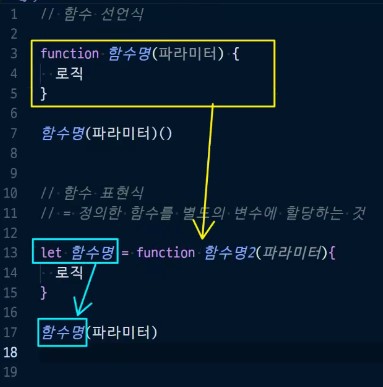 1 // 함수 선언식
2
3 function 함수명(파라미터) {
4 로직
5 }
6
7 함수명(파라미터)()
8
9
10 // 함수 표현식
11 // = 정의한 함수를 별도의 변수에 할당하는 것
12
13 let 함수명 = function 함수명2(파라미터){
14 로직
15 }
16
17 함수명(파라미터)
18
19